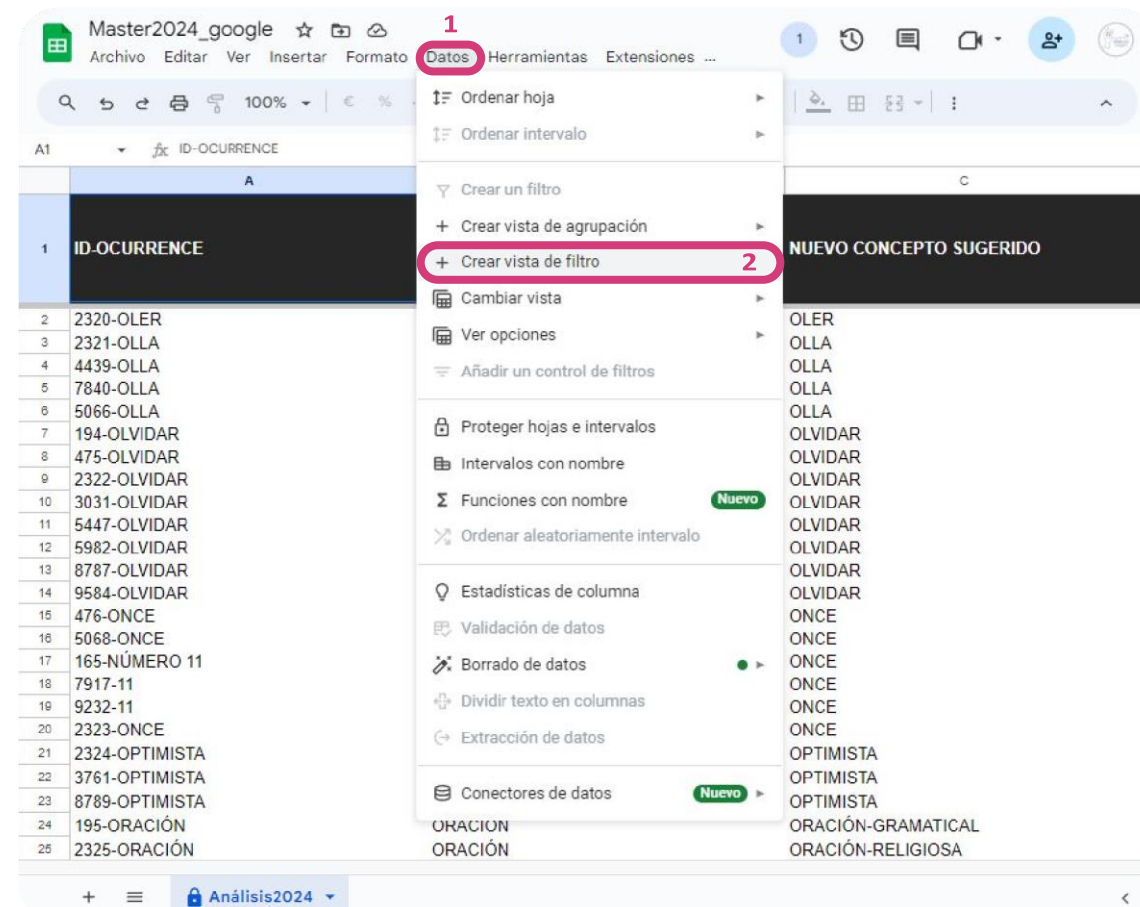 Master2024_google
1
Archivo Editar Ver Insertar Formato Datos Herramientas Extensiones ...
1
100% € %
A1 fx ID-OCURRENCE
Ordenar hoja
Ordenar intervalo
Crear un filtro
+ Crear vista de agrupación
+ Crear vista de filtro 2
Cambiar vista
Ver opciones
Añadir un control de filtros
Proteger hojas e intervalos
Intervalos con nombre
Σ Funciones con nombre Nuevo
Ordenar aleatoriamente intervalo
Estadísticas de columna
Validación de datos
Borrado de datos
Dividir texto en columnas
Extracción de datos
Conectores de datos Nuevo
A C
1 ID-OCURRENCE NUEVO CONCEPTO SUGERIDO
2 2320-OLER OLER
3 2321-OLLA OLLA
4 4439-OLLA OLLA
5 7840-OLLA OLLA
6 5066-OLLA OLLA
7 194-OLVIDAR OLVIDAR
8 475-OLVIDAR OLVIDAR
9 2322-OLVIDAR OLVIDAR
10 3031-OLVIDAR OLVIDAR
11 5447-OLVIDAR OLVIDAR
12 5982-OLVIDAR OLVIDAR
13 8787-OLVIDAR OLVIDAR
14 9584-OLVIDAR OLVIDAR
15 476-ONCE ONCE
16 5068-ONCE ONCE
17 165-NÚMERO 11 ONCE
18 7917-11 ONCE
19 9232-11 ONCE
20 2323-ONCE ONCE
21 2324-OPTIMISTA OPTIMISTA
22 3761-OPTIMISTA OPTIMISTA
23 8789-OPTIMISTA OPTIMISTA
24 195-ORACIÓN ORACIÓN ORACIÓN-GRAMATICAL
25 2325-ORACIÓN ORACIÓN ORACIÓN-RELIGIOSA
+ Análisis2024